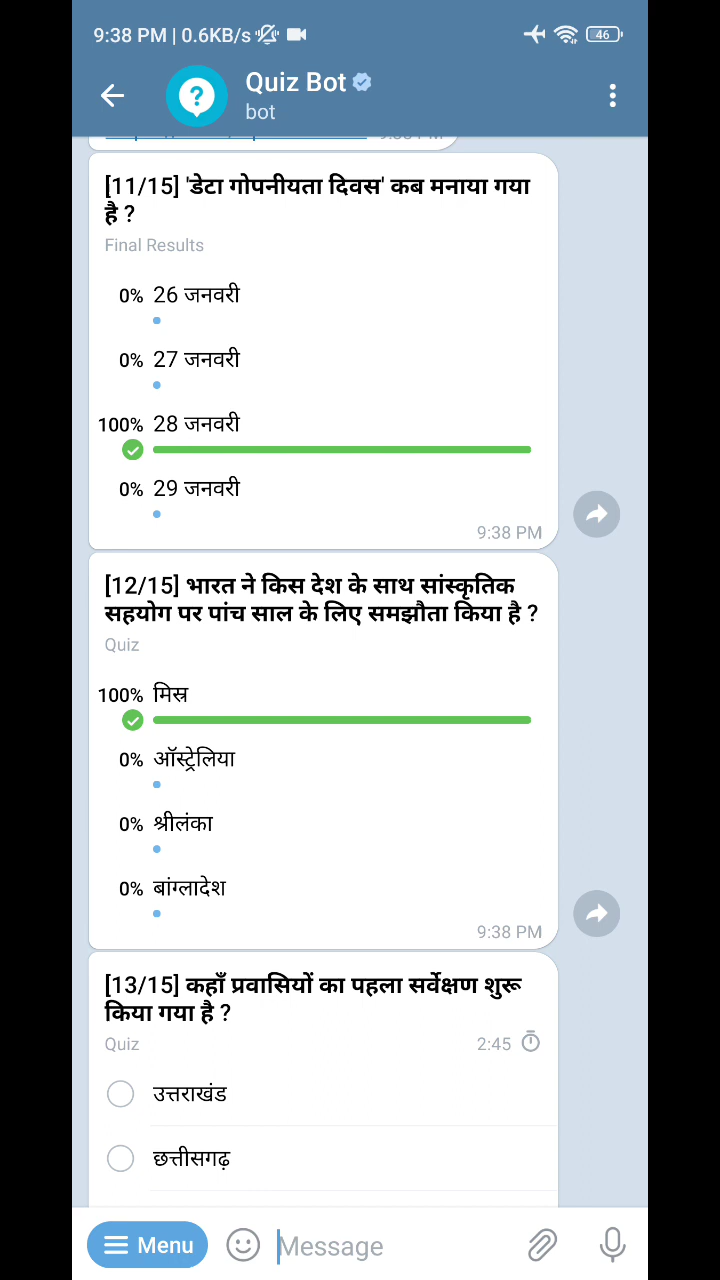 9:38 PM | 0.6KB/s
46
Quiz Bot
bot
[11/15] 'डेटा गोपनीयता दिवस' कब मनाया गया
है ?
Final Results
0% 26 जनवरी
0% 27 जनवरी
100% 28 जनवरी
0% 29 जनवरी
9:38 PM
[12/15] भारत ने किस देश के साथ सांस्कृतिक
सहयोग पर पांच साल के लिए समझौता किया है ?
Quiz
100% मिस्र
0% ऑस्ट्रेलिया
0% श्रीलंका
0% बांग्लादेश
9:38 PM
[13/15] कहाँ प्रवासियों का पहला सर्वेक्षण शुरू
किया गया है ?
Quiz 2:45
उत्तराखंड
छत्तीसगढ़
Menu Message